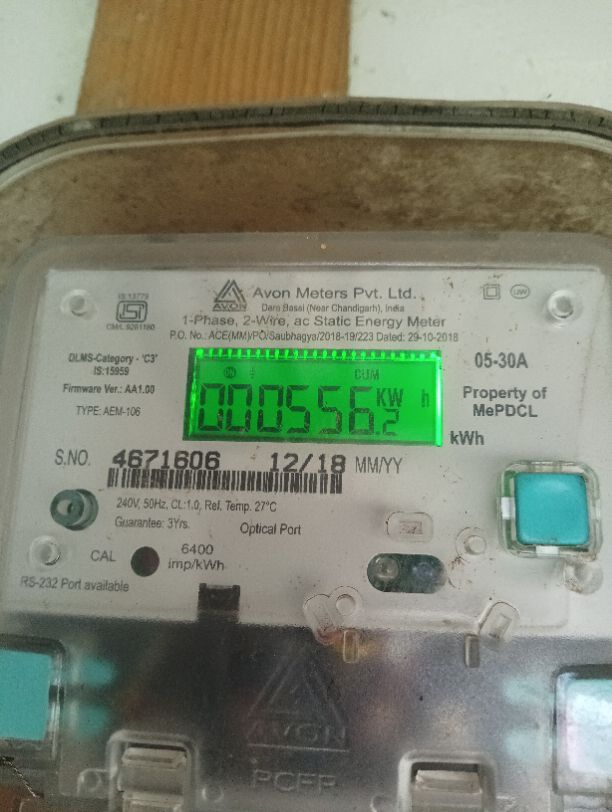 IS:13779
CM/L 9261180
AVON
Avon Meters Pvt. Ltd.
Dera Bassi (Near Chandigarh), India
1-Phase, 2-Wire, ac Static Energy Meter
P.O. No.: ACE(MM)/PO/Saubhagya/2018-19/223 Dated: 29-10-2018
DLMS-Category - 'C3'
IS:15959
Firmware Ver.: AA1.00
TYPE: AEM-106
ON CUM
000556.2 KW h
kWh
05-30A
Property of
MePDCL
S.NO. 4671606 12/18 MM/YY
240V, 50Hz, CL:1.0, Ref. Temp. 27°C
Guarantee: 3Yrs.
Optical Port
CAL
6400
imp/kWh
RS-232 Port available
AVON